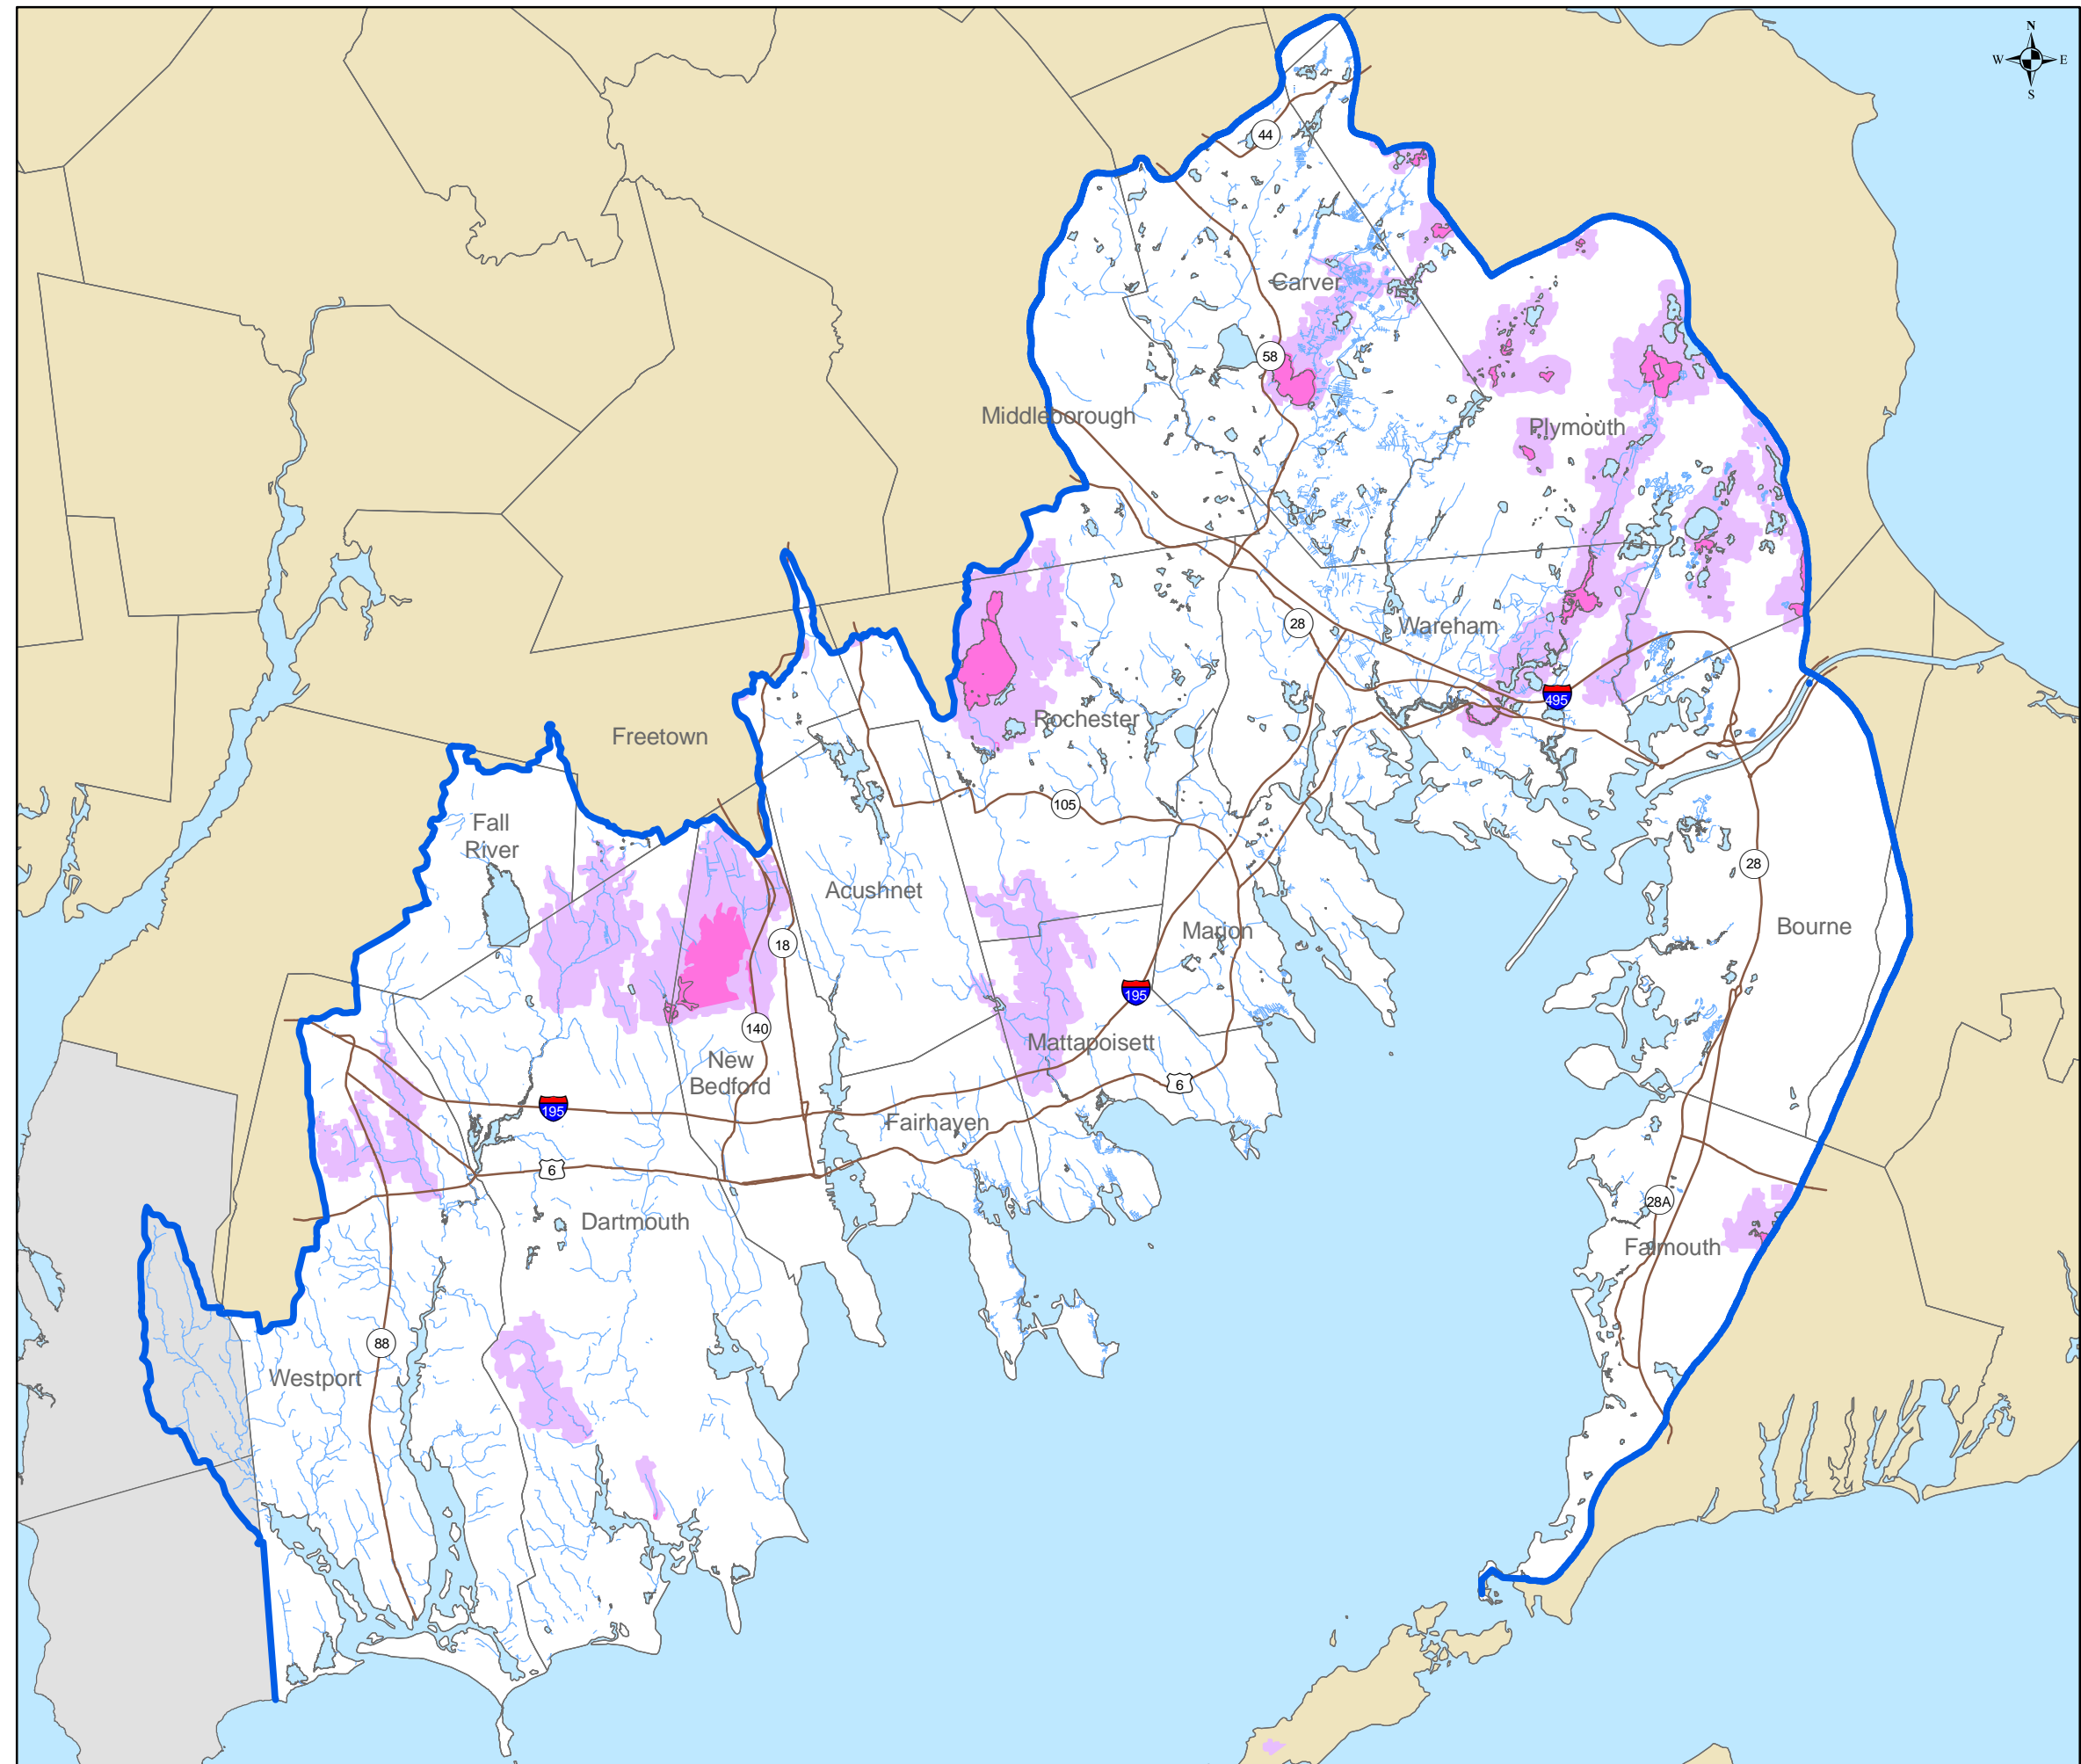 N
W E
S
44
Carver
58
Middleborough
Plymouth
28
Wareham
495
Rochester
Freetown
105
Fall
River
28
Acushnet
Bourne
Marion
18
195
140
Mattapoisett
New
Bedford
6
195
Fairhaven
6
28A
Dartmouth
Falmouth
88
Westport